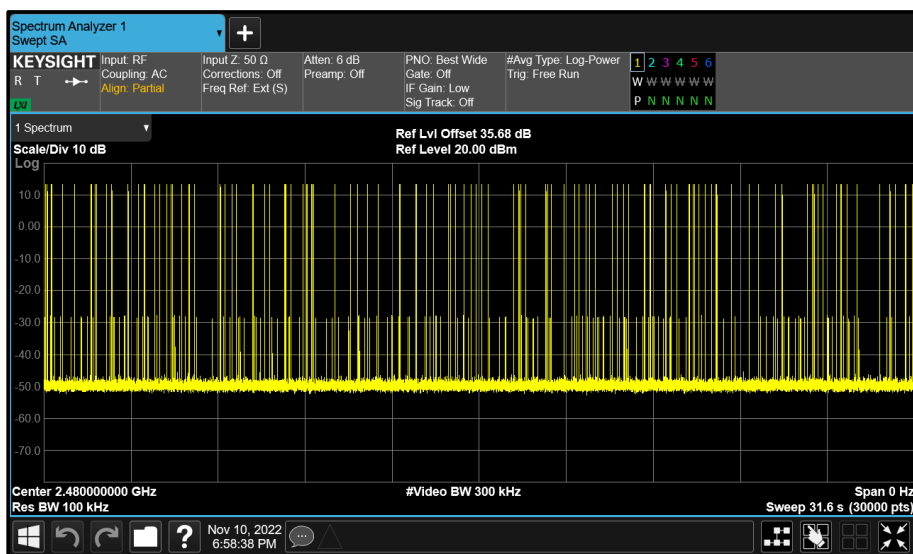 Spectrum Analyzer 1
Swept SA
KEYSIGHT
R T
LXI
Input: RF
Coupling: AC
Align: Partial
Input Z: 50 Ω
Corrections: Off
Freq Ref: Ext (S)
Atten: 6 dB
Preamp: Off
PNO: Best Wide
Gate: Off
IF Gain: Low
Sig Track: Off
#Avg Type: Log-Power
Trig: Free Run
1 2 3 4 5 6
W W W W W W
P N N N N N
1 Spectrum
Scale/Div 10 dB
Ref Lvl Offset 35.68 dB
Ref Level 20.00 dBm
Log
10.0
0.00
-10.0
-20.0
-30.0
-40.0
-50.0
-60.0
-70.0
Center 2.480000000 GHz
Res BW 100 kHz
#Video BW 300 kHz
Span 0 Hz
Sweep 31.6 s (30000 pts)
?
Nov 10, 2022
6:58:38 PM